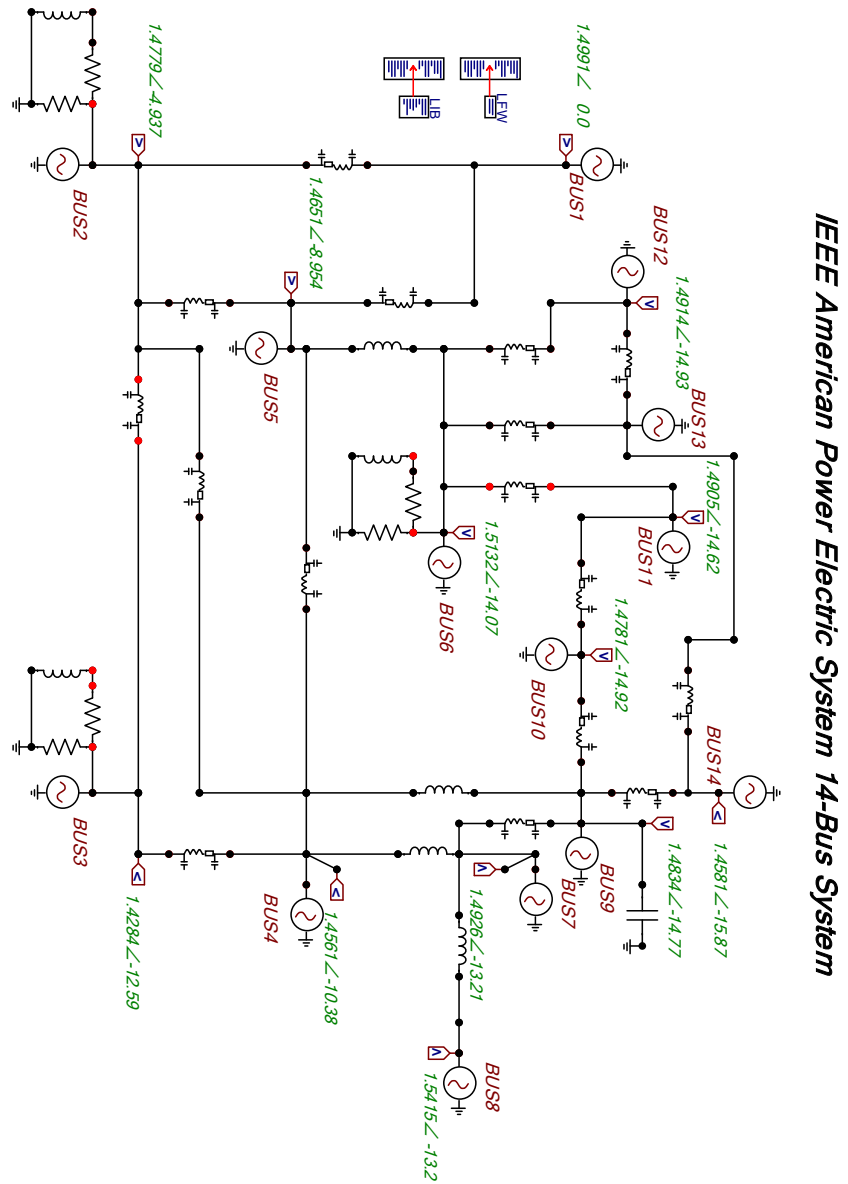 IEEE American Power Electric System 14-Bus System
1.4905∠-14.62
BUS14
1.4581∠-15.87
V
BUS13
V
1.4914∠-14.93
1.4834∠-14.77
V
BUS12
V
BUS11
1.4781∠-14.92
BUS9
V
1.4991∠ 0.0
BUS1
V
BUS7
BUS10
LFW
1.5132∠-14.07
BUS8
V
1.4926∠-13.21
V
BUS6
LIB
V
1.5415∠ -13.2
1.4561∠-10.38
V
1.4651∠-8.954
V
BUS5
BUS4
1.4779∠-4.937
V
1.4284∠-12.59
V
BUS2
BUS3